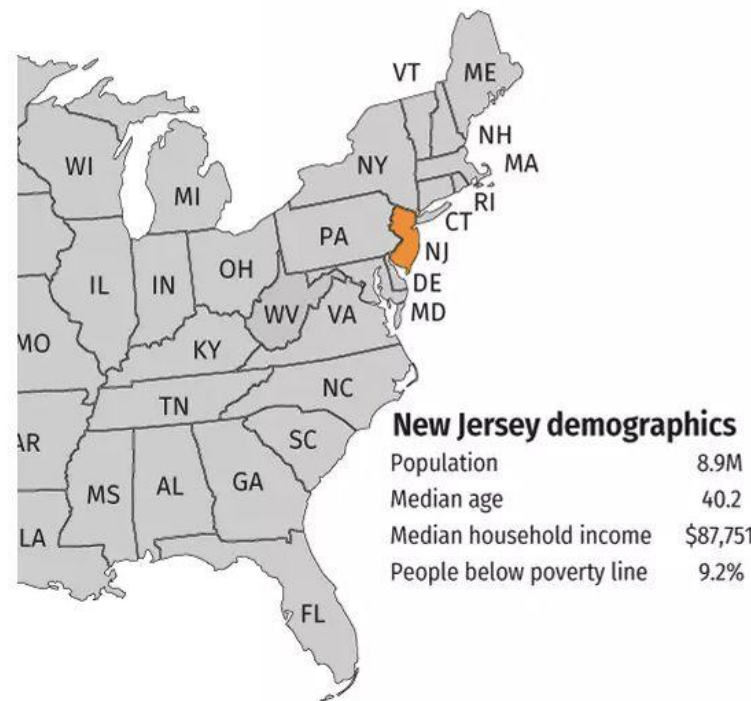 VT
ME
NH
MA
WI
MI
NY
RI
CT
PA
NJ
IL
IN
OH
DE
MD
WV
VA
MO
KY
NC
TN
AR
SC
MS
AL
GA
LA
FL
New Jersey demographics
Population 8.9M
Median age 40.2
Median household income $87,751
People below poverty line 9.2%